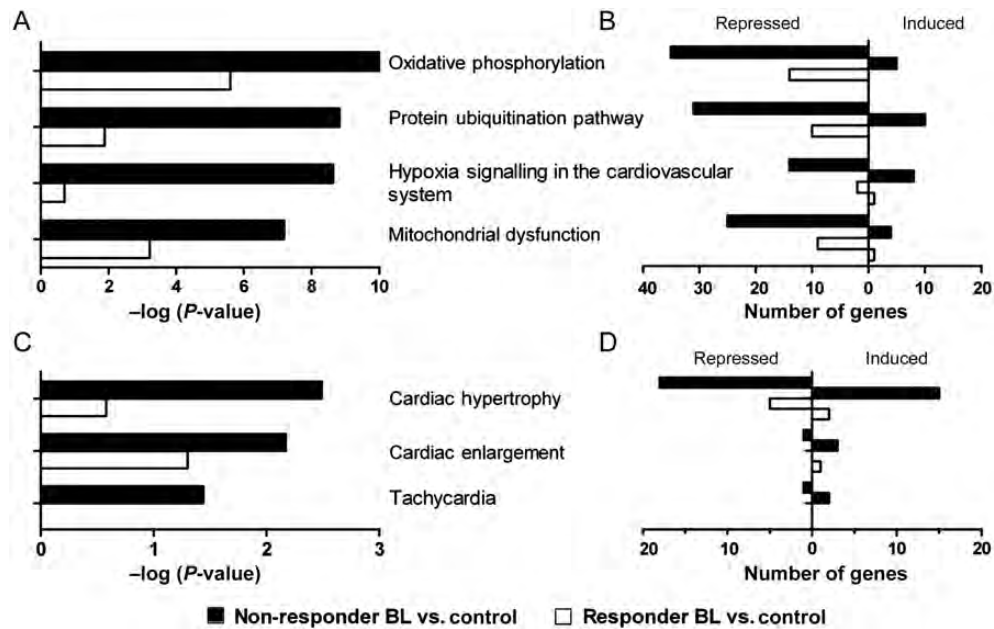 A
Oxidative phosphorylation
Protein ubiquitination pathway
Hypoxia signalling in the cardiovascular
system
Mitochondrial dysfunction
0 2 4 6 8 10
–log (P-value)
B
Repressed Induced
40 30 20 10 0 10 20
Number of genes
C
Cardiac hypertrophy
Cardiac enlargement
Tachycardia
0 1 2 3
–log (P-value)
D
Repressed Induced
20 10 0 10 20
Number of genes
Non-responder BL vs. control Responder BL vs. control